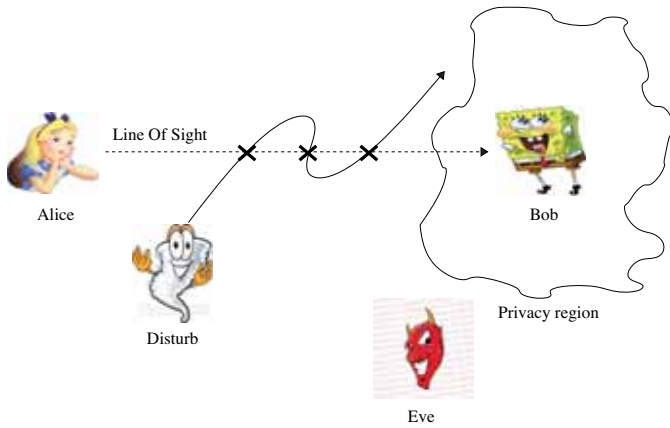 Line Of Sight
Alice
Bob
Disturb
Privacy region
Eve